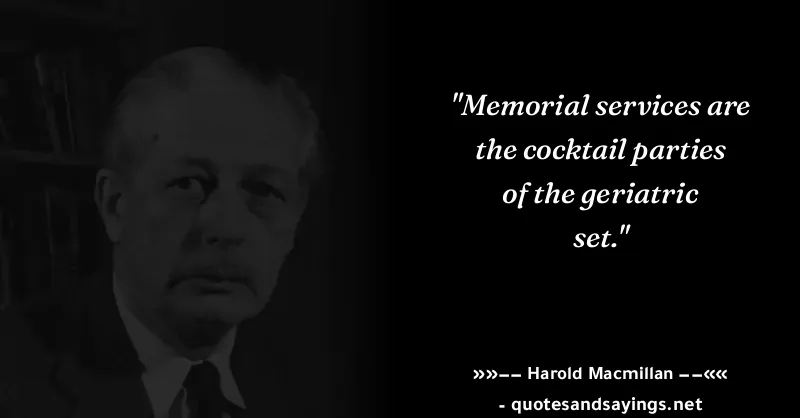 "Memorial services are
the cocktail parties
of the geriatric
set."
»»–– Harold Macmillan ––««
- quotesandsayings.net